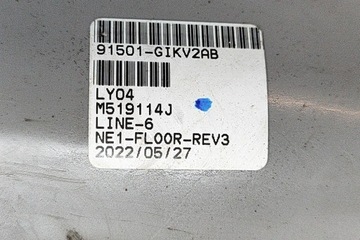 91501-GIKV2AB
LY04
M519114J
LINE-6
NE1-FLOOR-REV3
2022/05/27